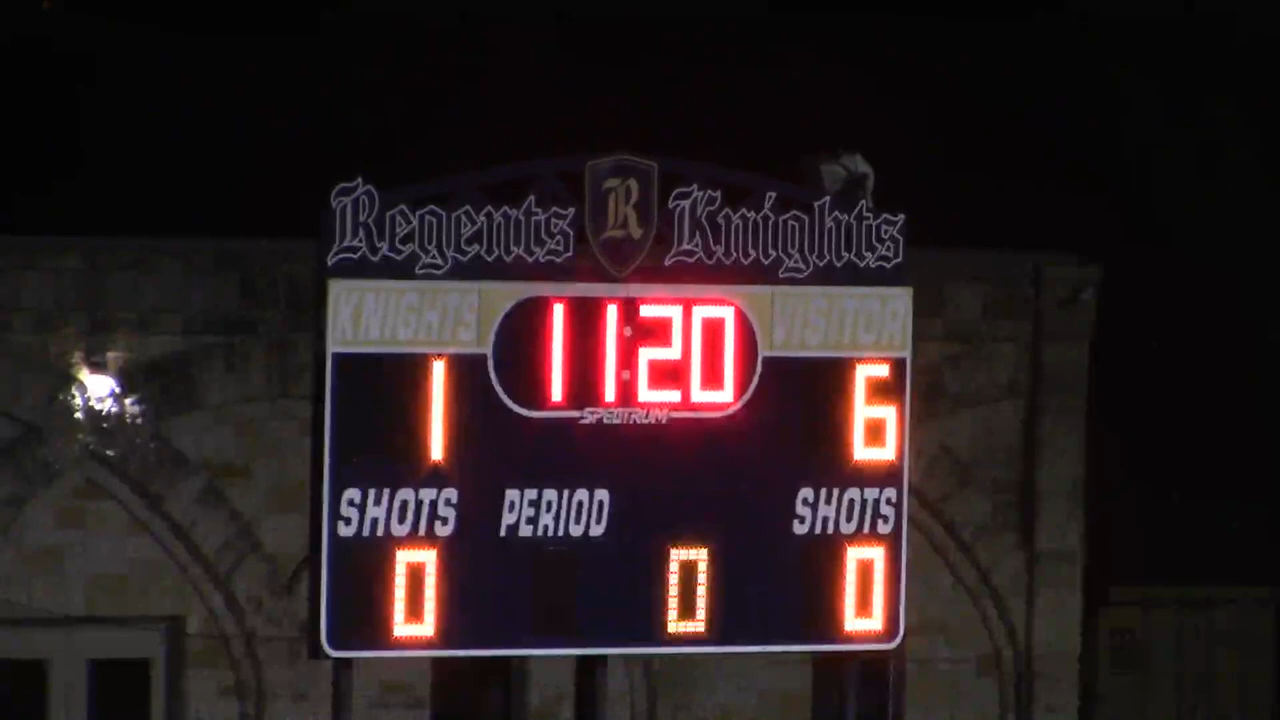 Regents R Knights
KNIGHTS 11:20 VISITOR
SPECTRUM
1 6
SHOTS PERIOD SHOTS
0 0 0